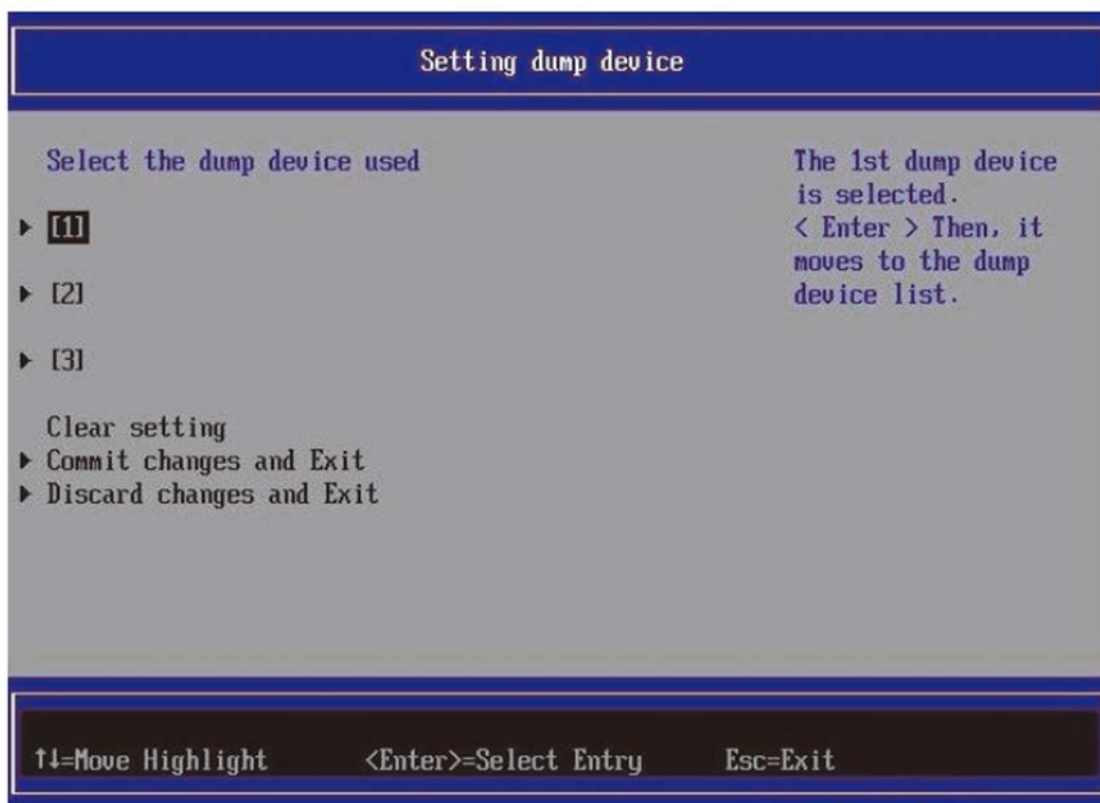 Setting dump device
Select the dump device used
[1]
[2]
[3]
Clear setting
Commit changes and Exit
Discard changes and Exit
The 1st dump device
is selected.
< Enter > Then, it
moves to the dump
device list.
↑↓=Move Highlight <Enter>=Select Entry Esc=Exit